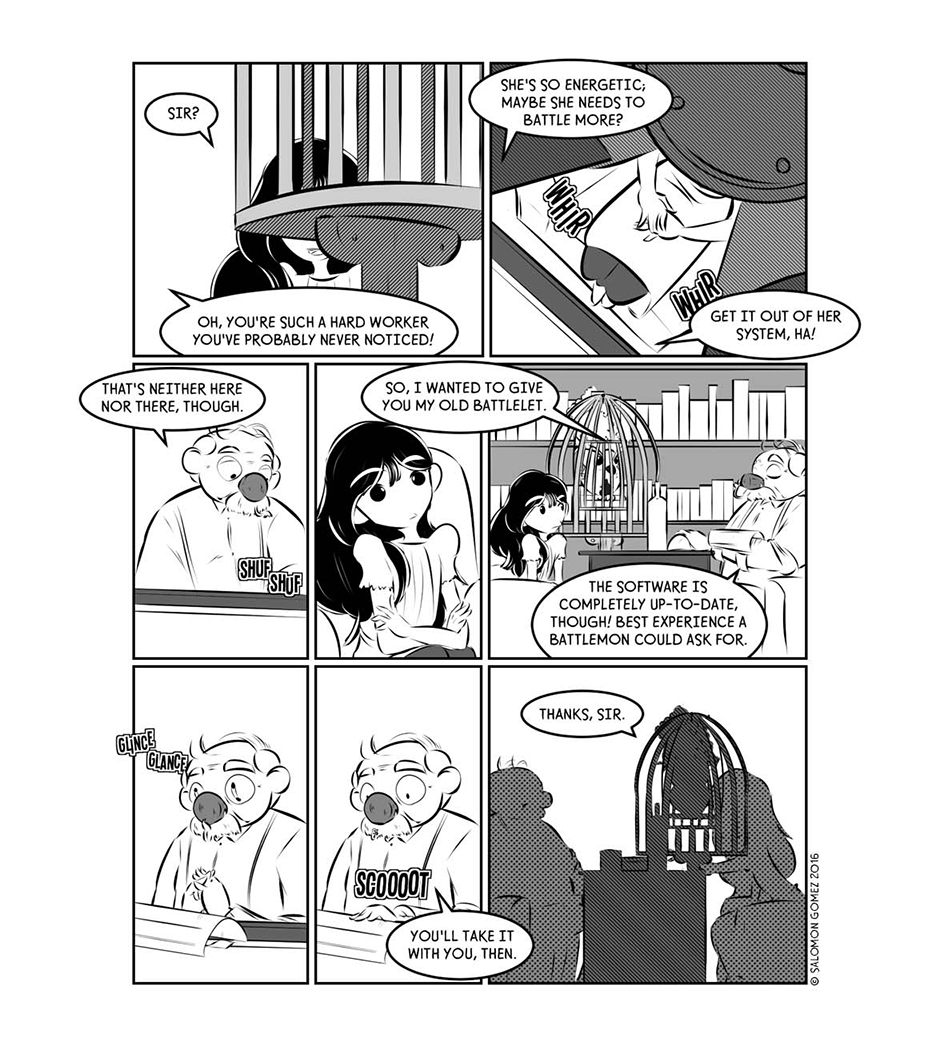 SIR?
OH, YOU'RE SUCH A HARD WORKER
YOU'VE PROBABLY NEVER NOTICED!
SHE'S SO ENERGETIC;
MAYBE SHE NEEDS TO
BATTLE MORE?
WHIR
WHIR
GET IT OUT OF HER
SYSTEM, HA!
THAT'S NEITHER HERE
NOR THERE, THOUGH.
SHUF
SHUF
SO, I WANTED TO GIVE
YOU MY OLD BATTLELET.
THE SOFTWARE IS
COMPLETELY UP-TO-DATE,
THOUGH! BEST EXPERIENCE A
BATTLEMON COULD ASK FOR.
GLINCE
GLANCE
SCOOOOT
YOU'LL TAKE IT
WITH YOU, THEN.
THANKS, SIR.
© SALOMON GOMEZ 2016